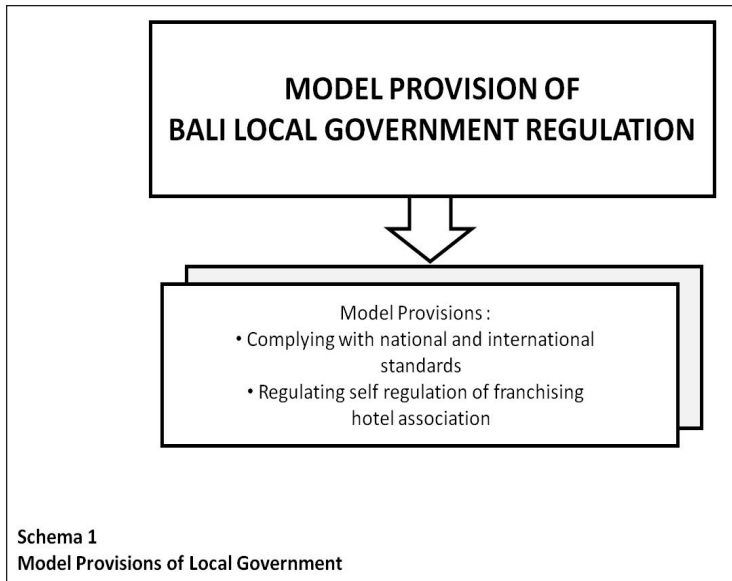 MODEL PROVISION OF
BALI LOCAL GOVERNMENT REGULATION
Model Provisions :
• Complying with national and international
standards
• Regulating self regulation of franchising
hotel association
Schema 1
Model Provisions of Local Government